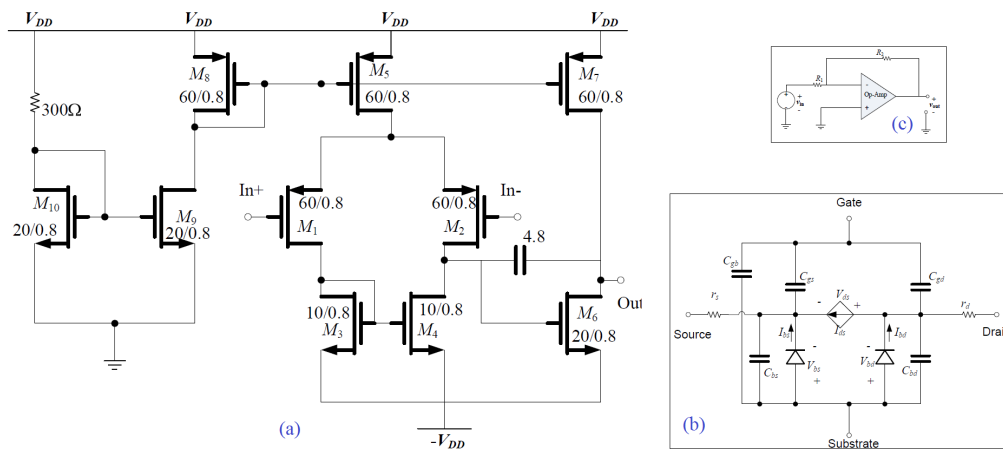 V_DD
V_DD
V_DD
V_DD
M_8
60/0.8
M_5
60/0.8
M_7
60/0.8
300Ω
M_10
20/0.8
M_9
20/0.8
In+
60/0.8
M_1
60/0.8
M_2
In-
4.8
10/0.8
M_3
10/0.8
M_4
M_6
20/0.8
Out
-V_DD
(a)
R_1
v_in
+
-
-
+
Op-Amp
+
v_out
-
(c)
Gate
C_gb
C_gs
C_gd
r_s
-
V_ds
+
r_d
Source
I_bs
-
I_ds
-
I_bd
Drai
C_bs
V_bs
+
V_bd
+
C_bd
(b)
Substrate